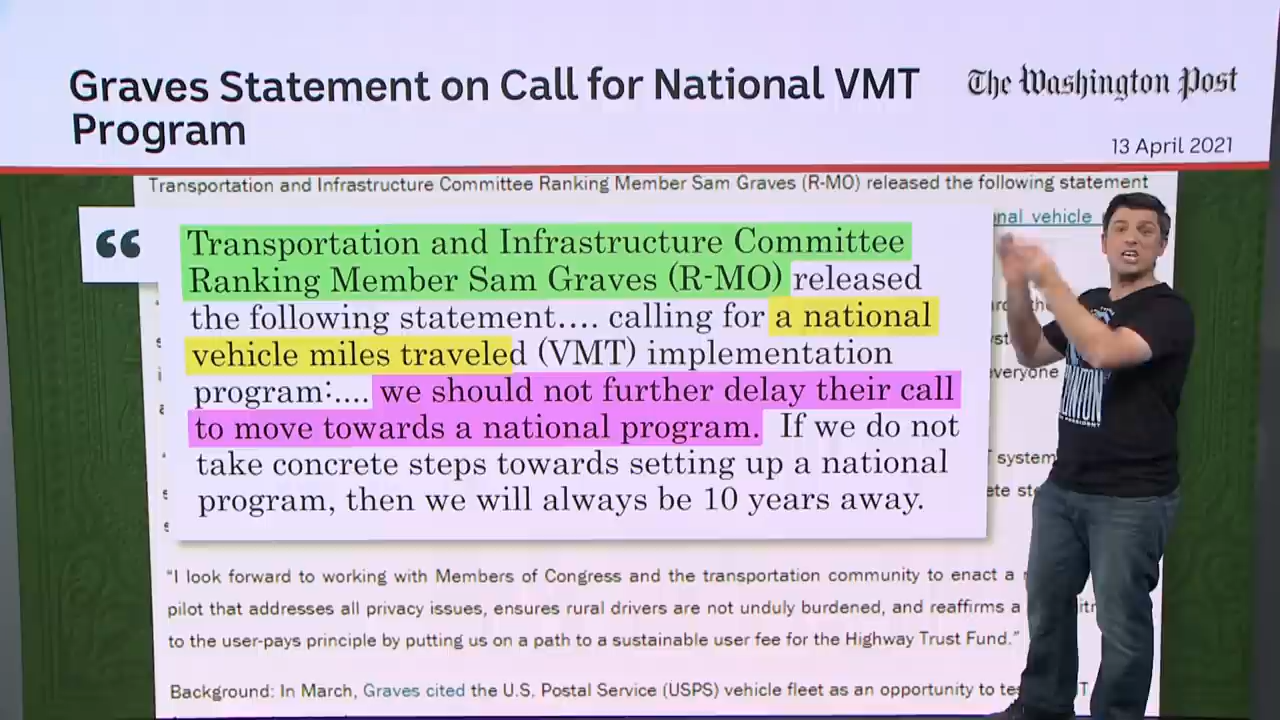 Graves Statement on Call for National VMT
Program
The Washington Post
13 April 2021
Transportation and Infrastructure Committee Ranking Member Sam Graves (R-MO) released the following statement
vehicle
“
Transportation and Infrastructure Committee
Ranking Member Sam Graves (R-MO) released
the following statement.... calling for a national
vehicle miles traveled (VMT) implementation
program:.... we should not further delay their call
to move towards a national program. If we do not
take concrete steps towards setting up a national
program, then we will always be 10 years away.
everyone
system
“I look forward to working with Members of Congress and the transportation community to enact a
pilot that addresses all privacy issues, ensures rural drivers are not unduly burdened, and reaffirms a
to the user-pays principle by putting us on a path to a sustainable user fee for the Highway Trust Fund.”
Background: In March, Graves cited the U.S. Postal Service (USPS) vehicle fleet as an opportunity to